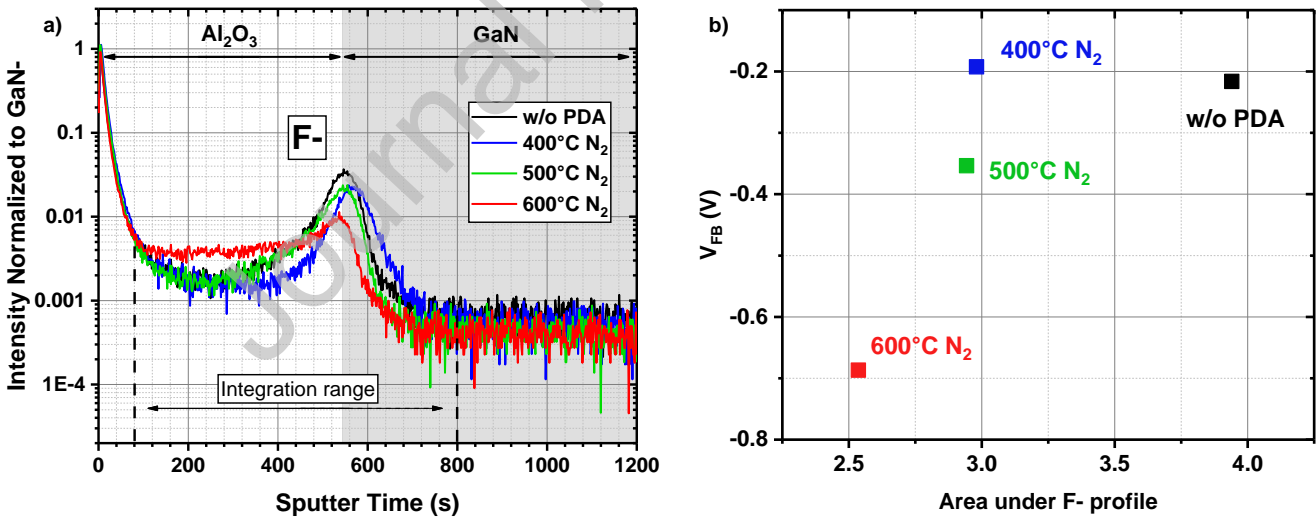 a)
Al₂O₃
GaN
1
0.1
0.01
0.001
1E-4
Intensity Normalized to GaN-
F-
w/o PDA
400°C N₂
500°C N₂
600°C N₂
Journal
Integration range
0
200
400
600
800
1000
1200
Sputter Time (s)
b)
-0.2
-0.4
-0.6
-0.8
V_FB (V)
400°C N₂
w/o PDA
500°C N₂
600°C N₂
2.5
3.0
3.5
4.0
Area under F- profile